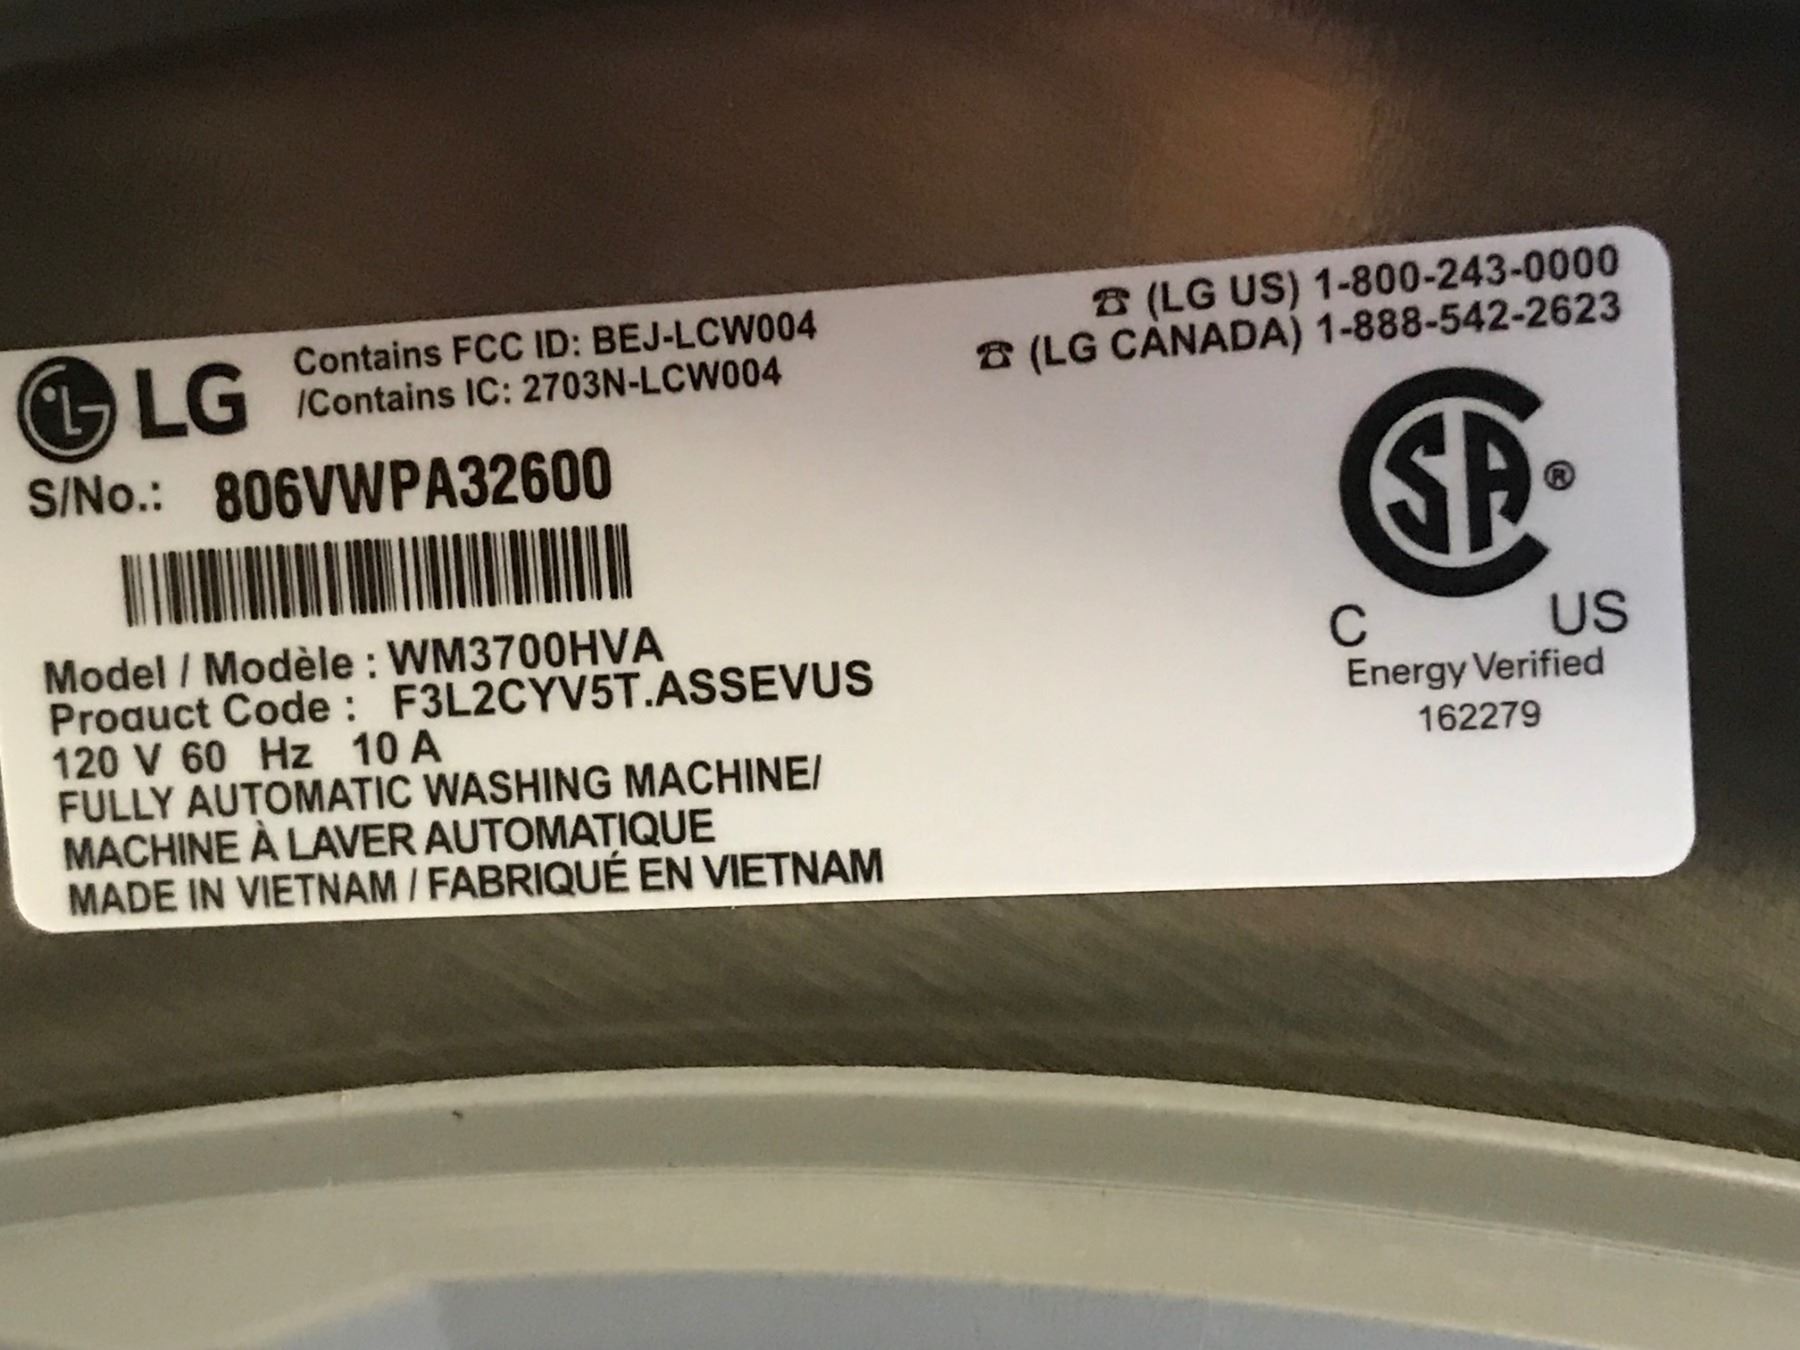 LG
Contains FCC ID: BEJ-LCW004
/Contains IC: 2703N-LCW004
☎ (LG US) 1-800-243-0000
☎ (LG CANADA) 1-888-542-2623
S/No.: 806VWPA32600
Model / Modèle : WM3700HVA
Product Code : F3L2CYV5T.ASSEVUS
120 V 60 Hz 10 A
FULLY AUTOMATIC WASHING MACHINE/
MACHINE À LAVER AUTOMATIQUE
MADE IN VIETNAM / FABRIQUÉ EN VIETNAM
CSA®
C US
Energy Verified
162279